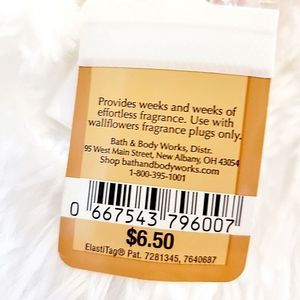 Provides weeks and weeks of
effortless fragrance. Use with
wallflowers fragrance plugs only.
Bath & Body Works, Distr.
95 West Main Street, New Albany, OH 43054
Shop bathandbodyworks.com
1-800-395-1001
0 667543 796007
$6.50
ElastiTag® Pat. 7281345, 7640687